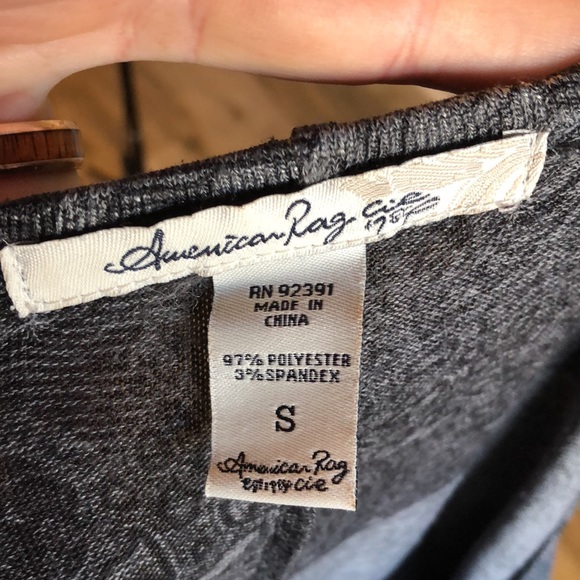 American Rag cie
RN 92391
MADE IN
CHINA
97% POLYESTER
3% SPANDEX
S
American Rag
cie